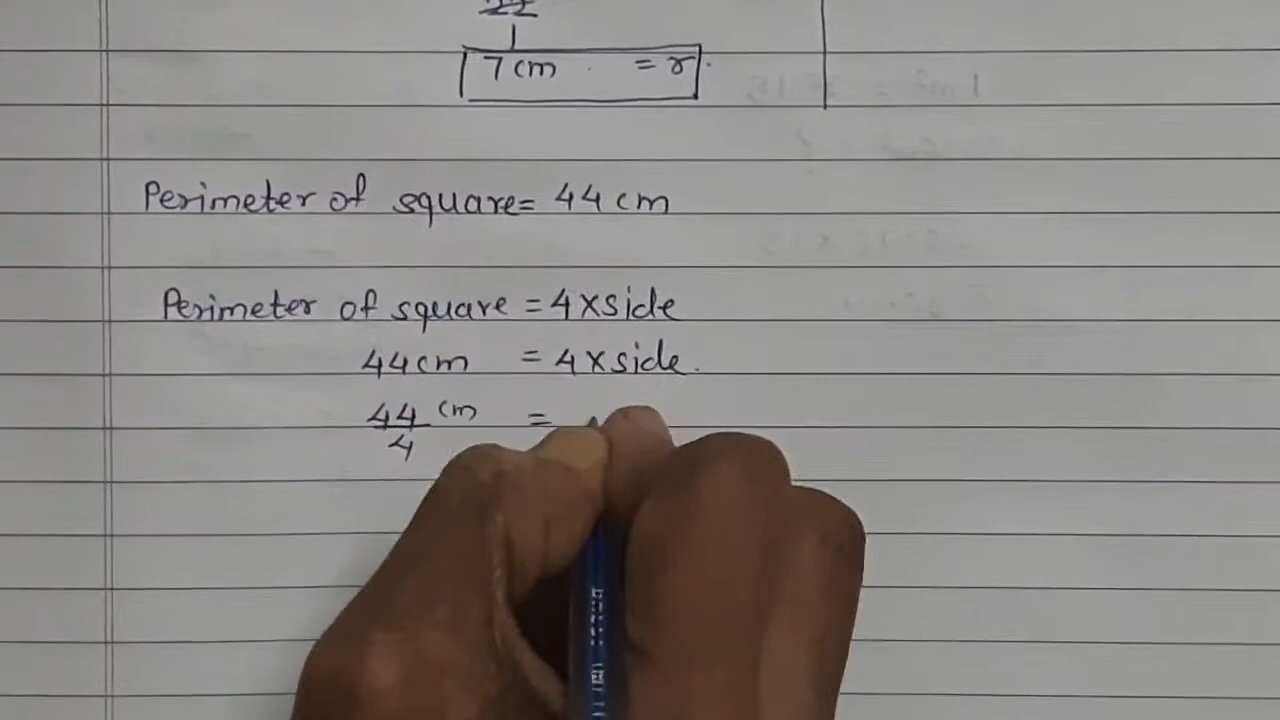 22
7 cm = r
Perimeter of square = 44 cm
Perimeter of square = 4 x side
44 cm = 4 x side.
44/4 cm =